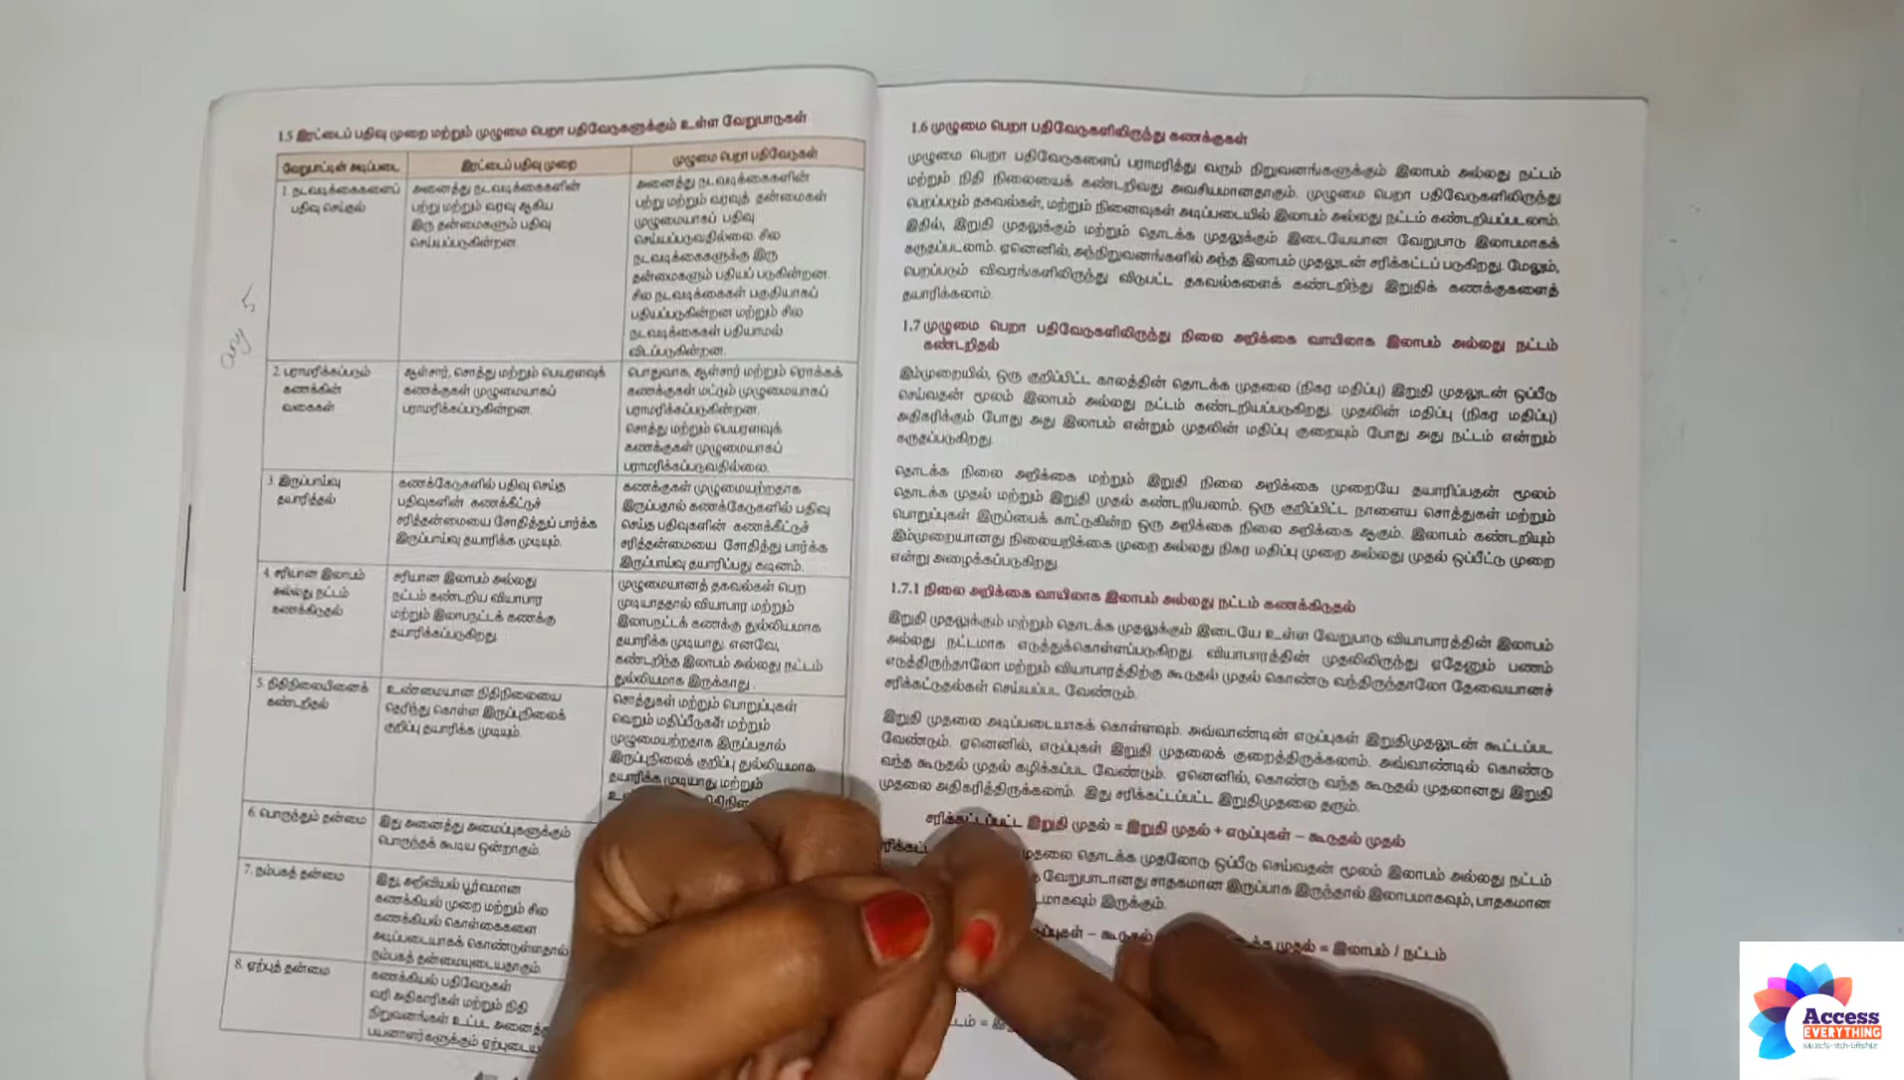 1.5 இரட்டைப் பதிவு முறை மற்றும் முழுமை பெறா பதிவேடுகளுக்கும் உள்ள வேறுபாடுகள்
வேறுபாட்டின் அடிப்படை
இரட்டைப் பதிவு முறை
முழுமை பெறா பதிவேடுகள்
1. நடவடிக்கைகளைப்
பதிவு செய்தல்
அனைத்து நடவடிக்கைகளின்
பற்று மற்றும் வரவு ஆகிய
இரு தன்மைகளும் பதிவு
செய்யப்படுகின்றன.
அனைத்து நடவடிக்கைகளின்
பற்று மற்றும் வரவுத் தன்மைகள்
முழுமையாகப் பதிவு
செய்யப்படுவதில்லை. சில
நடவடிக்கைகளுக்கு இரு
தன்மைகளும் பதியப் படுகின்றன.
சில நடவடிக்கைகள் பகுதியாகப்
பதியப்படுகின்றன மற்றும் சில
நடவடிக்கைகள் பதியாமல்
விடப்படுகின்றன.
2. பராமரிக்கப்படும்
கணக்கின்
வகைகள்
ஆள்சார், சொத்து மற்றும் பெயரளவுக்
கணக்குகள் முழுமையாகப்
பராமரிக்கப்படுகின்றன.
பொதுவாக, ஆள்சார் மற்றும் ரொக்கக்
கணக்குகள் மட்டும் முழுமையாகப்
பராமரிக்கப்படுகின்றன.
சொத்து மற்றும் பெயரளவுக்
கணக்குகள் முழுமையாகப்
பராமரிக்கப்படுவதில்லை.
3. இருப்பாய்வு
தயாரித்தல்
கணக்கேடுகளில் பதிவு செய்த
பதிவுகளின் கணக்கீட்டுச்
சரித்தன்மையை சோதித்துப் பார்க்க
இருப்பாய்வு தயாரிக்க முடியும்.
கணக்குகள் முழுமையற்றதாக
இருப்பதால் கணக்கேடுகளில் பதிவு
செய்த பதிவுகளின் கணக்கீட்டுச்
சரித்தன்மையை சோதித்து பார்க்க
இருப்பாய்வு தயாரிப்பது கடினம்.
4. சரியான இலாபம்
அல்லது நட்டம்
கணக்கிடுதல்
சரியான இலாபம் அல்லது
நட்டம் கண்டறிய வியாபார
மற்றும் இலாபநட்டக் கணக்கு
தயாரிக்கப்படுகிறது
முழுமையானத் தகவல்கள் பெற
முடியாததால் வியாபார மற்றும்
இலாபநட்டக் கணக்கு துல்லியமாக
தயாரிக்க முடியாது. எனவே,
கண்டறிந்த இலாபம் அல்லது நட்டம்
துல்லியமாக இருக்காது.
5. நிதிநிலையினைக்
கண்டறிதல்
உண்மையான நிதிநிலையை
தெரிந்து கொள்ள இருப்புநிலைக்
குறிப்பு தயாரிக்க முடியும்.
சொத்துகள் மற்றும் பொறுப்புகள்
வெறும் மதிப்பீடுகள் மற்றும்
முழுமையற்றதாக இருப்பதால்
இருப்புநிலைக் குறிப்பு துல்லியமாக
தயாரிக்க முடியாது மற்றும்
6. பொருந்தும் தன்மை
இது அனைத்து அமைப்புகளுக்கும்
பொருந்தக் கூடிய ஒன்றாகும்.
7. நம்பகத் தன்மை
இது, அறிவியல் பூர்வமான
கணக்கியல் முறை மற்றும் சில
கணக்கியல் கொள்கைகளை
அடிப்படையாகக் கொண்டுள்ளதால்
நம்பகத் தன்மையுடையதாகும்
8. ஏற்புத் தன்மை
கணக்கியல் பதிவேடுகள்
வரி அதிகாரிகள் மற்றும் நிதி
நிறுவனங்கள் உட்பட அனைத்து
பயனாளர்களுக்கும்
1.6 முழுமை பெறா பதிவேடுகளிலிருந்து கணக்குகள்
முழுமை பெறா பதிவேடுகளைப் பராமரித்து வரும் நிறுவனங்களுக்கும் இலாபம் அல்லது நட்டம்
மற்றும் நிதி நிலையைக் கண்டறிவது அவசியமானதாகும். முழுமை பெறா பதிவேடுகளிலிருந்து
பெறப்படும் தகவல்கள், மற்றும் நினைவுகள் அடிப்படையில் இலாபம் அல்லது நட்டம் கண்டறியப்படலாம்.
இதில், இறுதி முதலுக்கும் மற்றும் தொடக்க முதலுக்கும் இடையேயான வேறுபாடு இலாபமாகக்
கருதப்படலாம். ஏனெனில், அந்நிறுவனங்களில் அந்த இலாபம் முதலுடன் சரிக்கட்டப் படுகிறது. மேலும்,
பெறப்படும் விவரங்களிலிருந்து விடுபட்ட தகவல்களைக் கண்டறிந்து இறுதிக் கணக்குகளைத்
தயாரிக்கலாம்.
1.7 முழுமை பெறா பதிவேடுகளிலிருந்து நிலை அறிக்கை வாயிலாக இலாபம் அல்லது நட்டம்
கண்டறிதல்
இம்முறையில், ஒரு குறிப்பிட்ட காலத்தின் தொடக்க முதலை (நிகர மதிப்பு) இறுதி முதலுடன் ஒப்பீடு
செய்வதன் மூலம் இலாபம் அல்லது நட்டம் கண்டறியப்படுகிறது. முதலின் மதிப்பு (நிகர மதிப்பு)
அதிகரிக்கும் போது அது இலாபம் என்றும் முதலின் மதிப்பு குறையும் போது அது நட்டம் என்றும்
கருதப்படுகிறது.
தொடக்க நிலை அறிக்கை மற்றும் இறுதி நிலை அறிக்கை முறையே தயாரிப்பதன் மூலம்
தொடக்க முதல் மற்றும் இறுதி முதல் கண்டறியலாம். ஒரு குறிப்பிட்ட நாளைய சொத்துகள் மற்றும்
பொறுப்புகள் இருப்பைக் காட்டுகின்ற ஒரு அறிக்கை நிலை அறிக்கை ஆகும். இலாபம் கண்டறியும்
இம்முறையானது நிலையறிக்கை முறை அல்லது நிகர மதிப்பு முறை அல்லது முதல் ஒப்பீட்டு முறை
என்று அழைக்கப்படுகிறது.
1.7.1 நிலை அறிக்கை வாயிலாக இலாபம் அல்லது நட்டம் கணக்கிடுதல்
இறுதி முதலுக்கும் மற்றும் தொடக்க முதலுக்கும் இடையே உள்ள வேறுபாடு வியாபாரத்தின் இலாபம்
அல்லது நட்டமாக எடுத்துக்கொள்ளப்படுகிறது. வியாபாரத்தின் முதலிலிருந்து ஏதேனும் பணம்
எடுத்திருந்தாலோ மற்றும் வியாபாரத்திற்கு கூடுதல் முதல் கொண்டு வந்திருந்தாலோ தேவையானச்
சரிக்கட்டுதல்கள் செய்யப்பட வேண்டும்.
இறுதி முதலை அடிப்படையாகக் கொள்ளவும். அவ்வாண்டின் எடுப்புகள் இறுதிமுதலுடன் கூட்டப்பட
வேண்டும். ஏனெனில், எடுப்புகள் இறுதி முதலைக் குறைத்திருக்கலாம். அவ்வாண்டில் கொண்டு
வந்த கூடுதல் முதல் கழிக்கப்பட வேண்டும். ஏனெனில், கொண்டு வந்த கூடுதல் முதலானது இறுதி
முதலை அதிகரித்திருக்கலாம். இது சரிக்கட்டப்பட்ட இறுதிமுதலை தரும்.
சரிக்கட்டப்பட்ட இறுதி முதல் = இறுதி முதல் + எடுப்புகள் – கூடுதல் முதல்
முதலை தொடக்க முதலோடு ஒப்பீடு செய்வதன் மூலம் இலாபம் அல்லது நட்டம்
வேறுபாடானது சாதகமான இருப்பாக இருந்தால் இலாபமாகவும், பாதகமான
இருக்கும்.
– முதல் = இலாபம் / நட்டம்
Access
EVERYTHING